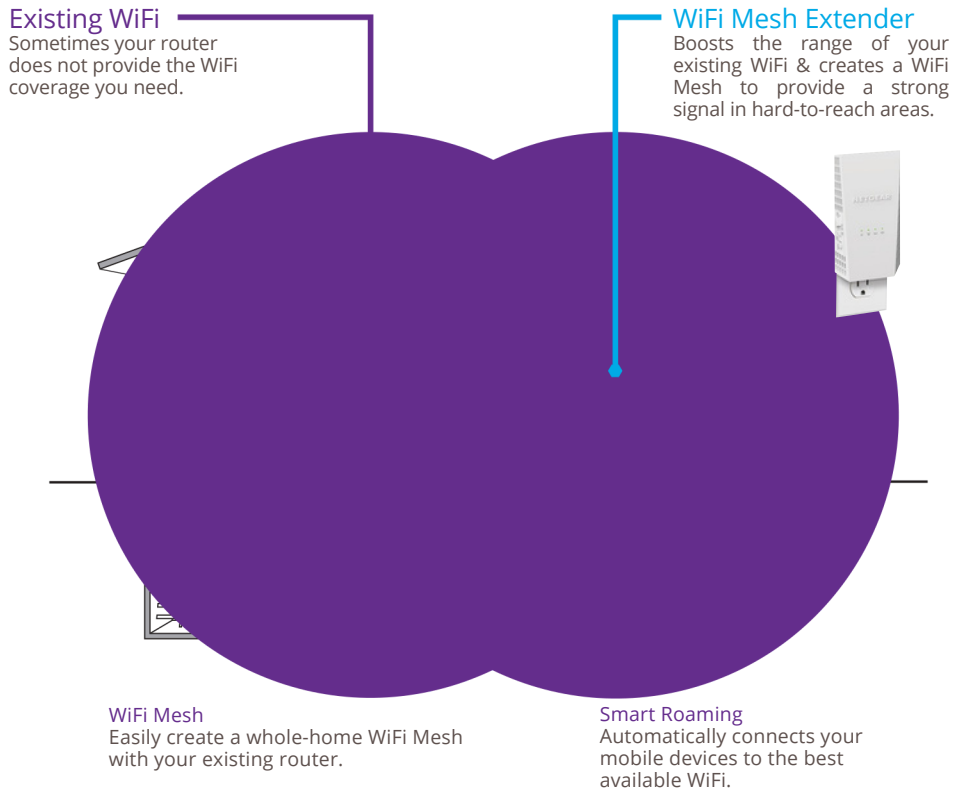 Existing WiFi
Sometimes your router
does not provide the WiFi
coverage you need.
WiFi Mesh Extender
Boosts the range of your
existing WiFi & creates a WiFi
Mesh to provide a strong
signal in hard-to-reach areas.
NETGEAR
WiFi Mesh
Easily create a whole-home WiFi Mesh
with your existing router.
Smart Roaming
Automatically connects your
mobile devices to the best
available WiFi.